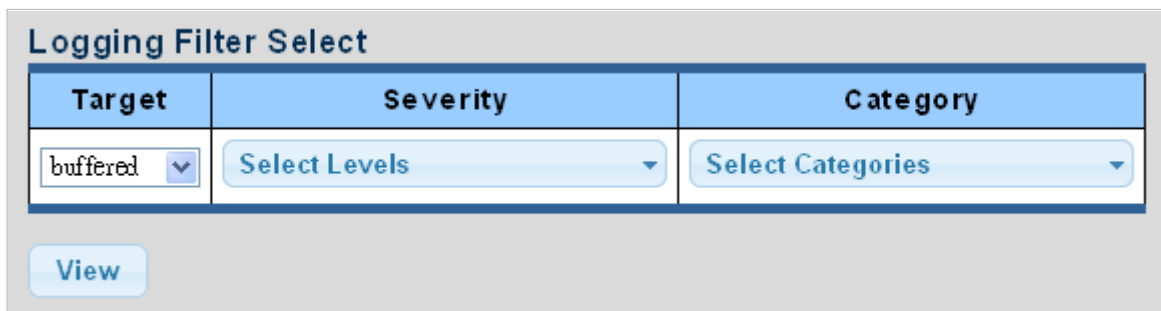 Logging Filter Select
Target Severity Category
buffered Select Levels Select Categories
View